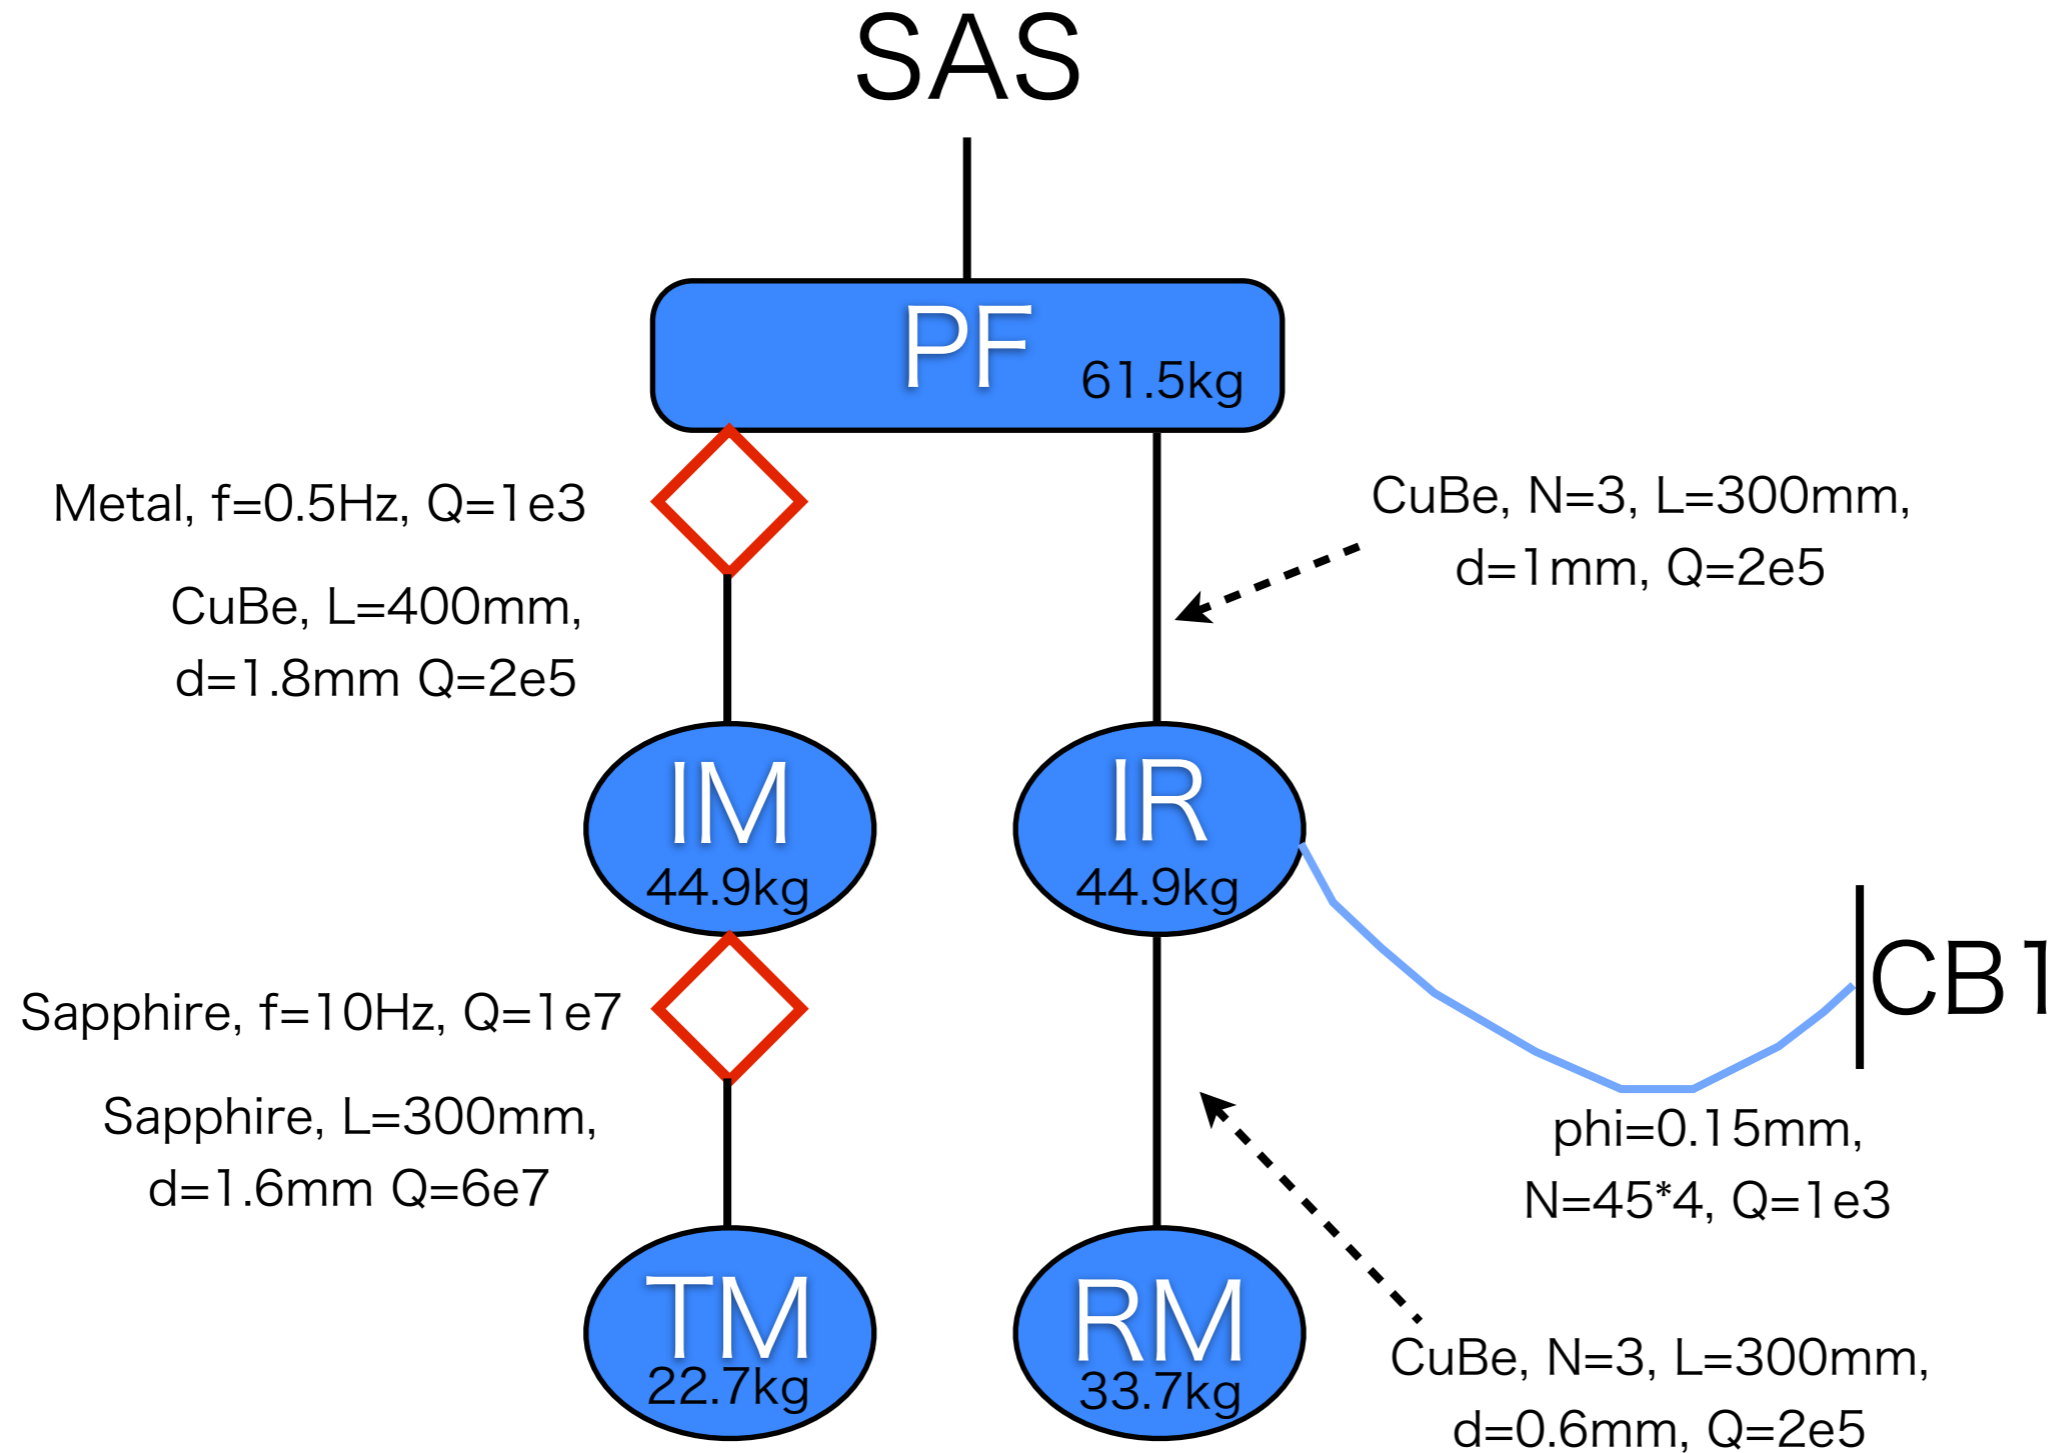 SAS
PF
61.5kg
Metal, f=0.5Hz, Q=1e3
CuBe, L=400mm,
d=1.8mm Q=2e5
CuBe, N=3, L=300mm,
d=1mm, Q=2e5
IM
44.9kg
IR
44.9kg
CB1
Sapphire, f=10Hz, Q=1e7
Sapphire, L=300mm,
d=1.6mm Q=6e7
phi=0.15mm,
N=45*4, Q=1e3
TM
22.7kg
RM
33.7kg
CuBe, N=3, L=300mm,
d=0.6mm, Q=2e5